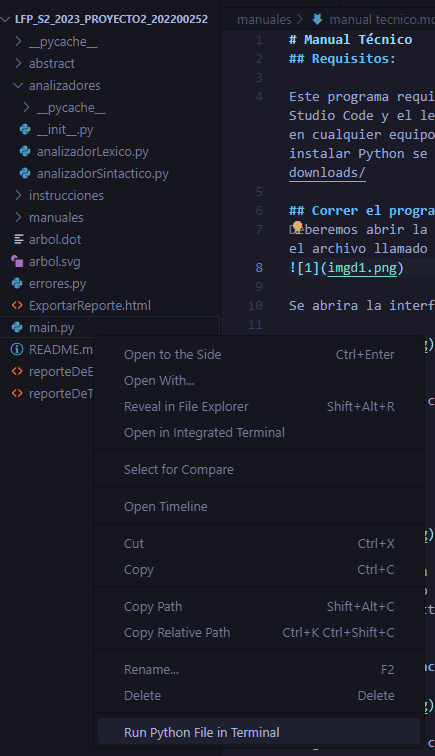 LFP_S2_2023_PROYECTO2_202200252
__pycache__
abstract
analizadores
__pycache__
__init__.py
analizadorLexico.py
analizadorSintactico.py
instrucciones
manuales
arbol.dot
arbol.svg
errores.py
ExportarReporte.html
main.py
README.m
reporteDeE
reporteDeT
manuales > manual tecnico.md
1 # Manual Técnico
2 ## Requisitos:
3
4 Este programa requi
Studio Code y el le
en cualquier equipo
instalar Python se
downloads/
5
6 ## Correr el progra
7 Deberemos abrir la
el archivo llamado
8 ![1](imgd1.png)
9
10 Se abrira la interf
11
Open to the Side Ctrl+Enter
Open With...
Reveal in File Explorer Shift+Alt+R
Open in Integrated Terminal
Select for Compare
Open Timeline
Cut Ctrl+X
Copy Ctrl+C
Copy Path Shift+Alt+C
Copy Relative Path Ctrl+K Ctrl+Shift+C
Rename... F2
Delete Delete
Run Python File in Terminal